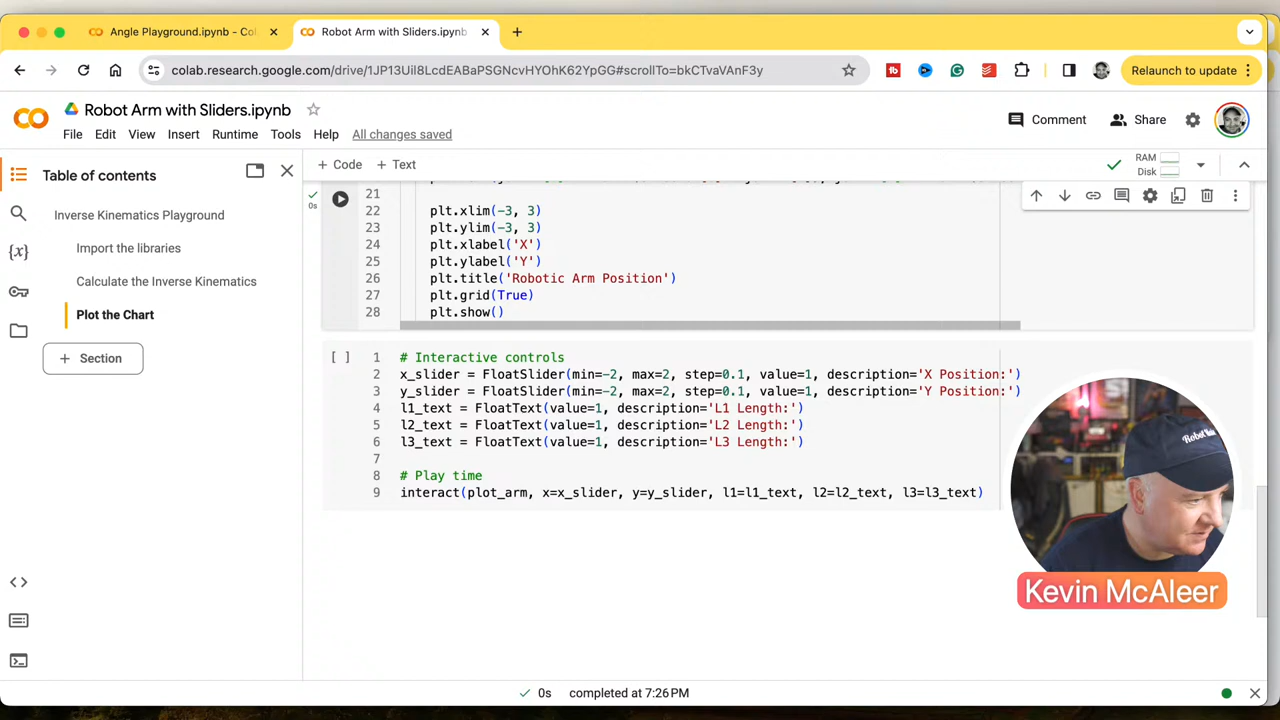 Angle Playground.ipynb - Col
Robot Arm with Sliders.ipynb
colab.research.google.com/drive/1JP13Uil8LcdEABaPSGNcvHYGhK62YpGG#scrollTo=bkCTvaVAnF3y
Relaunch to update
Robot Arm with Sliders.ipynb
File Edit View Insert Runtime Tools Help All changes saved
Comment Share
Table of contents
+ Code + Text
RAM
Disk
Inverse Kinematics Playground
Import the libraries
Calculate the Inverse Kinematics
Plot the Chart
+ Section
0s
21
22 plt.xlim(-3, 3)
23 plt.ylim(-3, 3)
24 plt.xlabel('X')
25 plt.ylabel('Y')
26 plt.title('Robotic Arm Position')
27 plt.grid(True)
28 plt.show()
[ ] 1 # Interactive controls
2 x_slider = FloatSlider(min=-2, max=2, step=0.1, value=1, description='X Position:')
3 y_slider = FloatSlider(min=-2, max=2, step=0.1, value=1, description='Y Position:')
4 l1_text = FloatText(value=1, description='L1 Length:')
5 l2_text = FloatText(value=1, description='L2 Length:')
6 l3_text = FloatText(value=1, description='L3 Length:')
7
8 # Play time
9 interact(plot_arm, x=x_slider, y=y_slider, l1=l1_text, l2=l2_text, l3=l3_text)
Kevin McAleer
0s completed at 7:26 PM